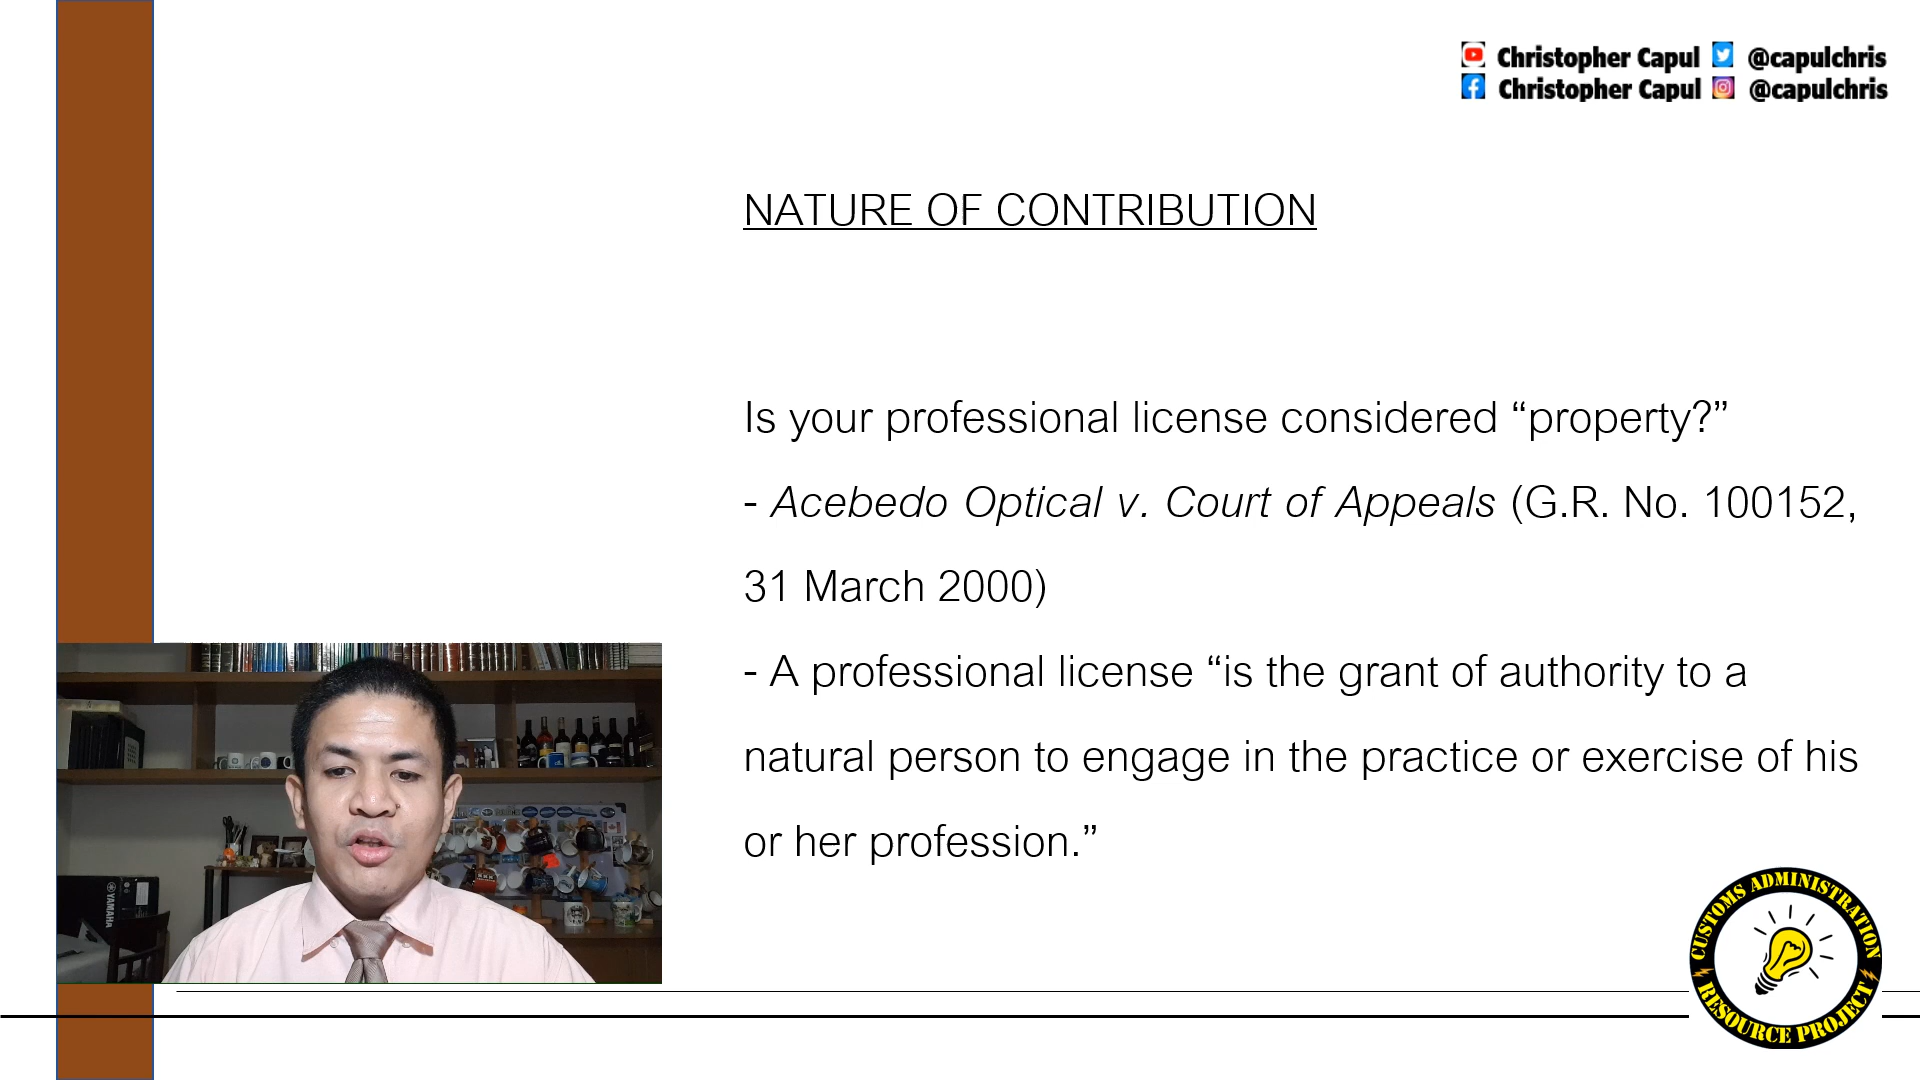 Christopher Capul @capulchris
Christopher Capul @capulchris
NATURE OF CONTRIBUTION
Is your professional license considered “property?”
- Acebedo Optical v. Court of Appeals (G.R. No. 100152,
31 March 2000)
- A professional license “is the grant of authority to a
natural person to engage in the practice or exercise of his
or her profession.”
YAMAHA
CUSTOMS ADMINISTRATION
RESOURCE PROJECT